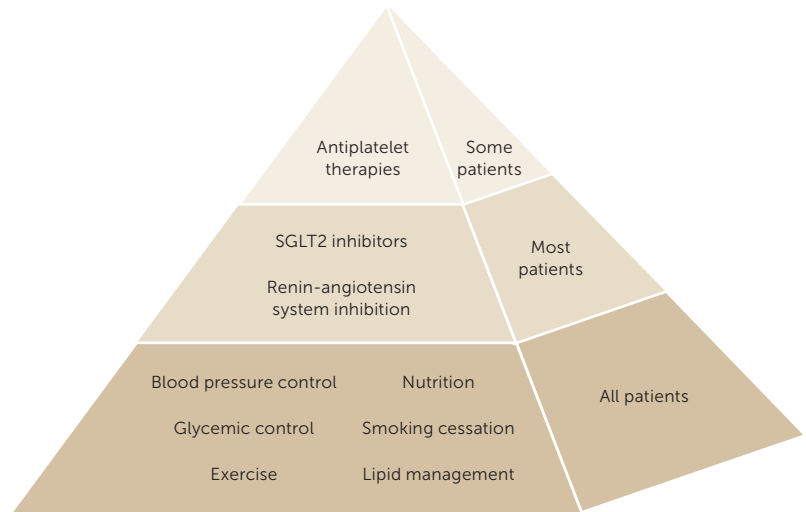 Antiplatelet
therapies
Some
patients
SGLT2 inhibitors
Renin-angiotensin
system inhibition
Most
patients
Blood pressure control
Nutrition
Glycemic control
Smoking cessation
Exercise
Lipid management
All patients